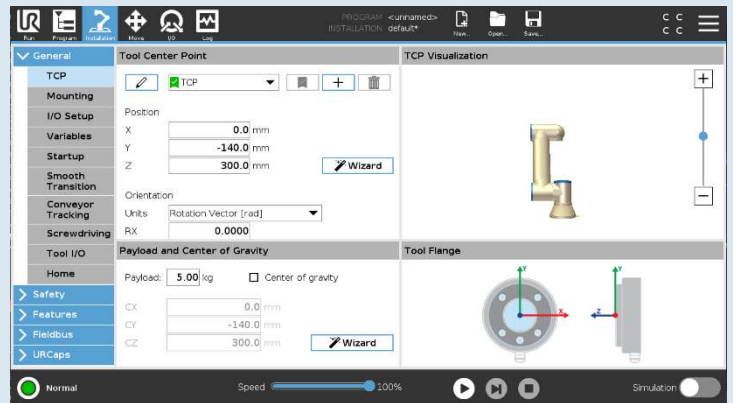 UR
PROGRAM <unnamed>
INSTALLATION default*
C C
C C
Run Program Installation Move I/O Log New... Open... Save...
General
TCP
Mounting
I/O Setup
Variables
Startup
Smooth
Transition
Conveyor
Tracking
Screwdriving
Tool I/O
Home
Safety
Features
Fieldbus
URCaps
Tool Center Point
TCP
Position
X 0.0 mm
Y -140.0 mm
Z 300.0 mm
Wizard
Orientation
Units Rotation Vector [rad]
RX 0.0000
Payload and Center of Gravity
Payload: 5.00 kg Center of gravity
CX 0.0 mm
CY -140.0 mm
CZ 300.0 mm
Wizard
TCP Visualization
Tool Flange
Y Y
X Z
Normal Speed 100% Simulation